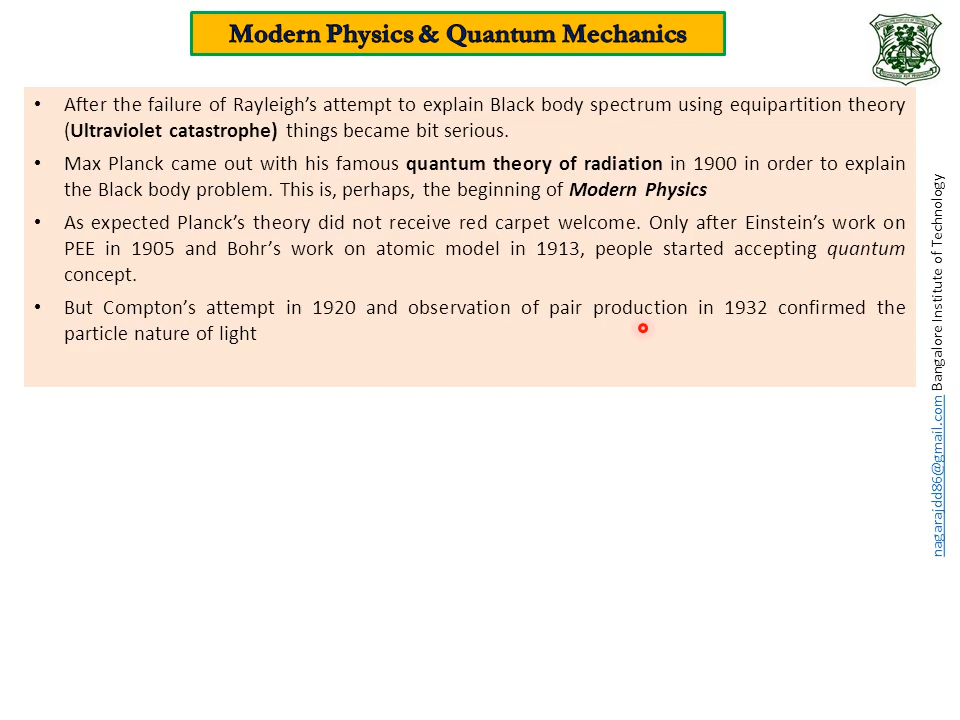 Modern Physics & Quantum Mechanics
• After the failure of Rayleigh’s attempt to explain Black body spectrum using equipartition theory
(Ultraviolet catastrophe) things became bit serious.
• Max Planck came out with his famous quantum theory of radiation in 1900 in order to explain
the Black body problem. This is, perhaps, the beginning of Modern Physics
• As expected Planck’s theory did not receive red carpet welcome. Only after Einstein’s work on
PEE in 1905 and Bohr’s work on atomic model in 1913, people started accepting quantum
concept.
• But Compton’s attempt in 1920 and observation of pair production in 1932 confirmed the
particle nature of light
nagarajdd86@gmail.com Bangalore Institute of Technology